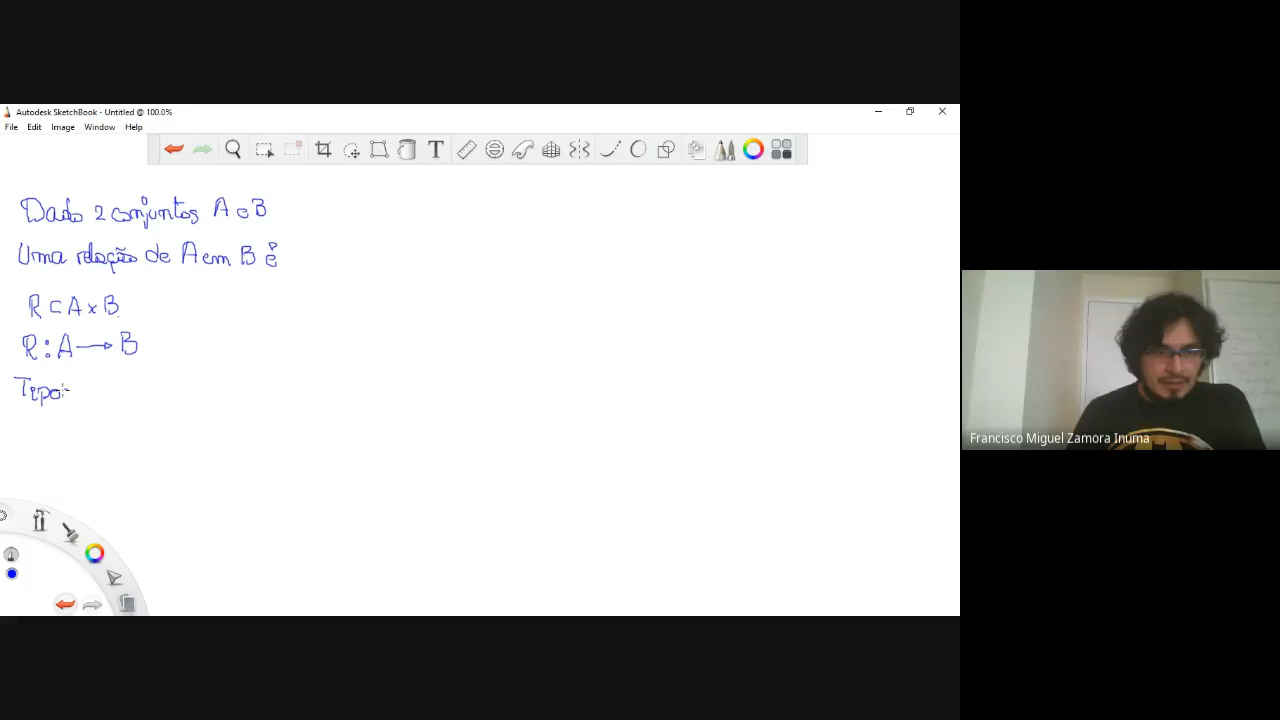 Autodesk SketchBook - Untitled @ 100.0%
File Edit Image Window Help
T
Dado 2 conjuntos A e B
Uma relação de A em B é
R ⊂ A × B
R : A → B
Tipo
Francisco Miguel Zamora Inuma